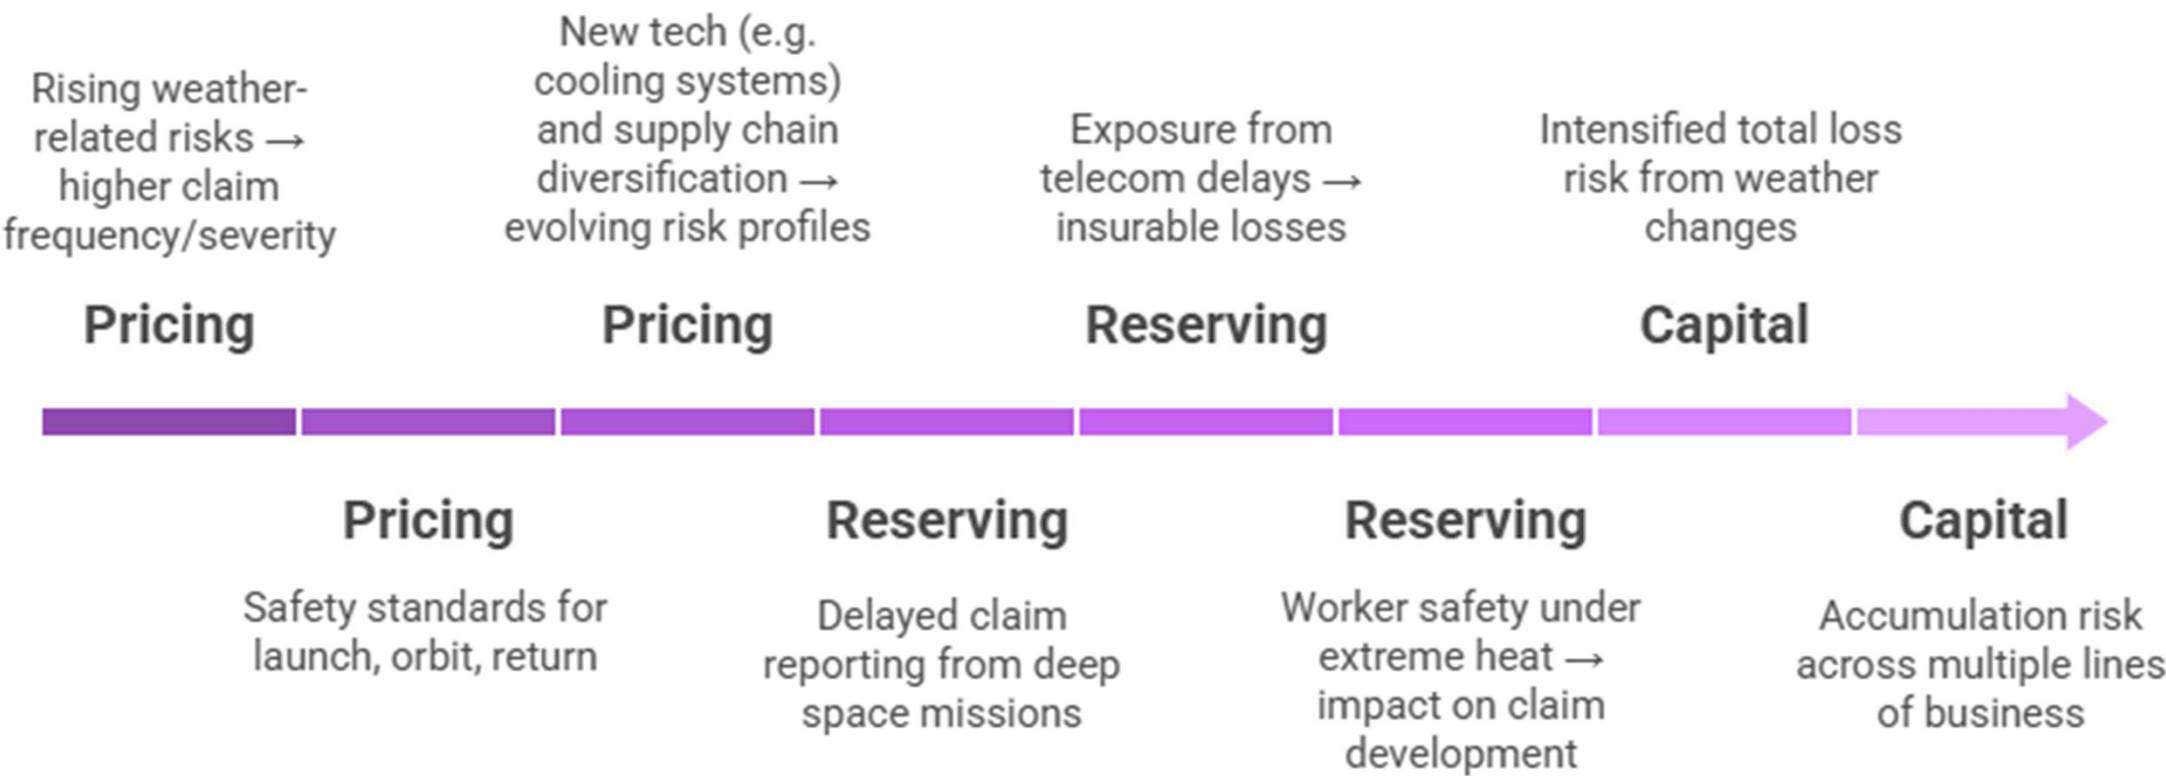 Rising weather-
related risks →
higher claim
frequency/severity
Pricing
New tech (e.g.
cooling systems)
and supply chain
diversification →
evolving risk profiles
Pricing
Exposure from
telecom delays →
insurable losses
Reserving
Intensified total loss
risk from weather
changes
Capital
Pricing
Safety standards for
launch, orbit, return
Reserving
Delayed claim
reporting from deep
space missions
Reserving
Worker safety under
extreme heat →
impact on claim
development
Capital
Accumulation risk
across multiple lines
of business